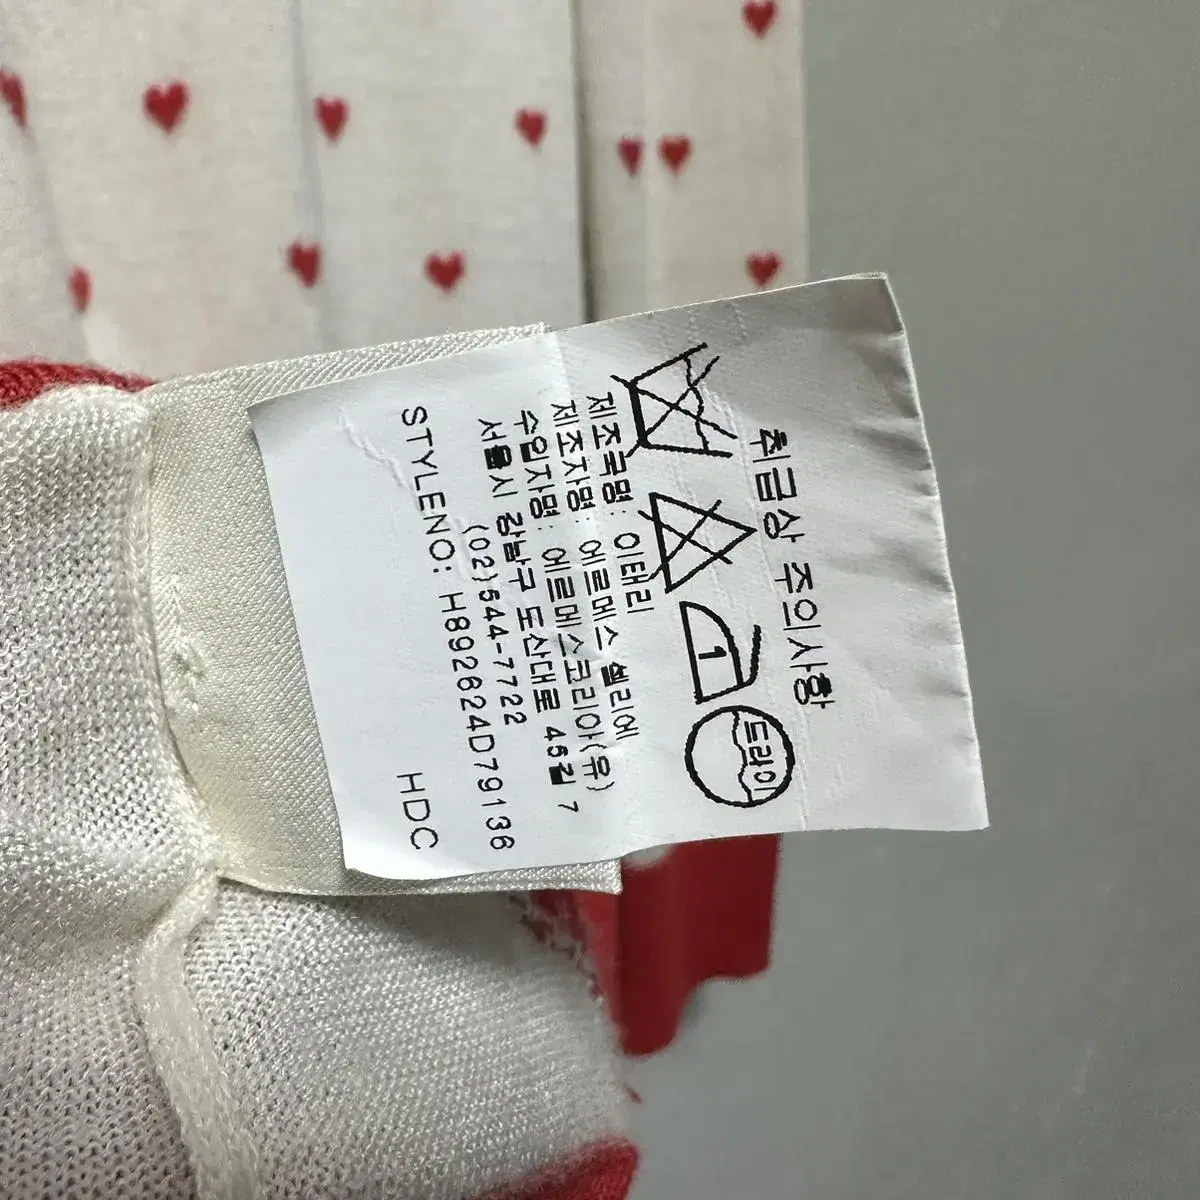 취급상 주의사항
1
드라이
제조국명: 이태리
제조자명: 에르메스 쎌리에
수입자명: 에르메스코리아(유)
서울시 강남구 도산대로 45길 7
(02)544-7722
STYLENO: H892624D79136
HDC